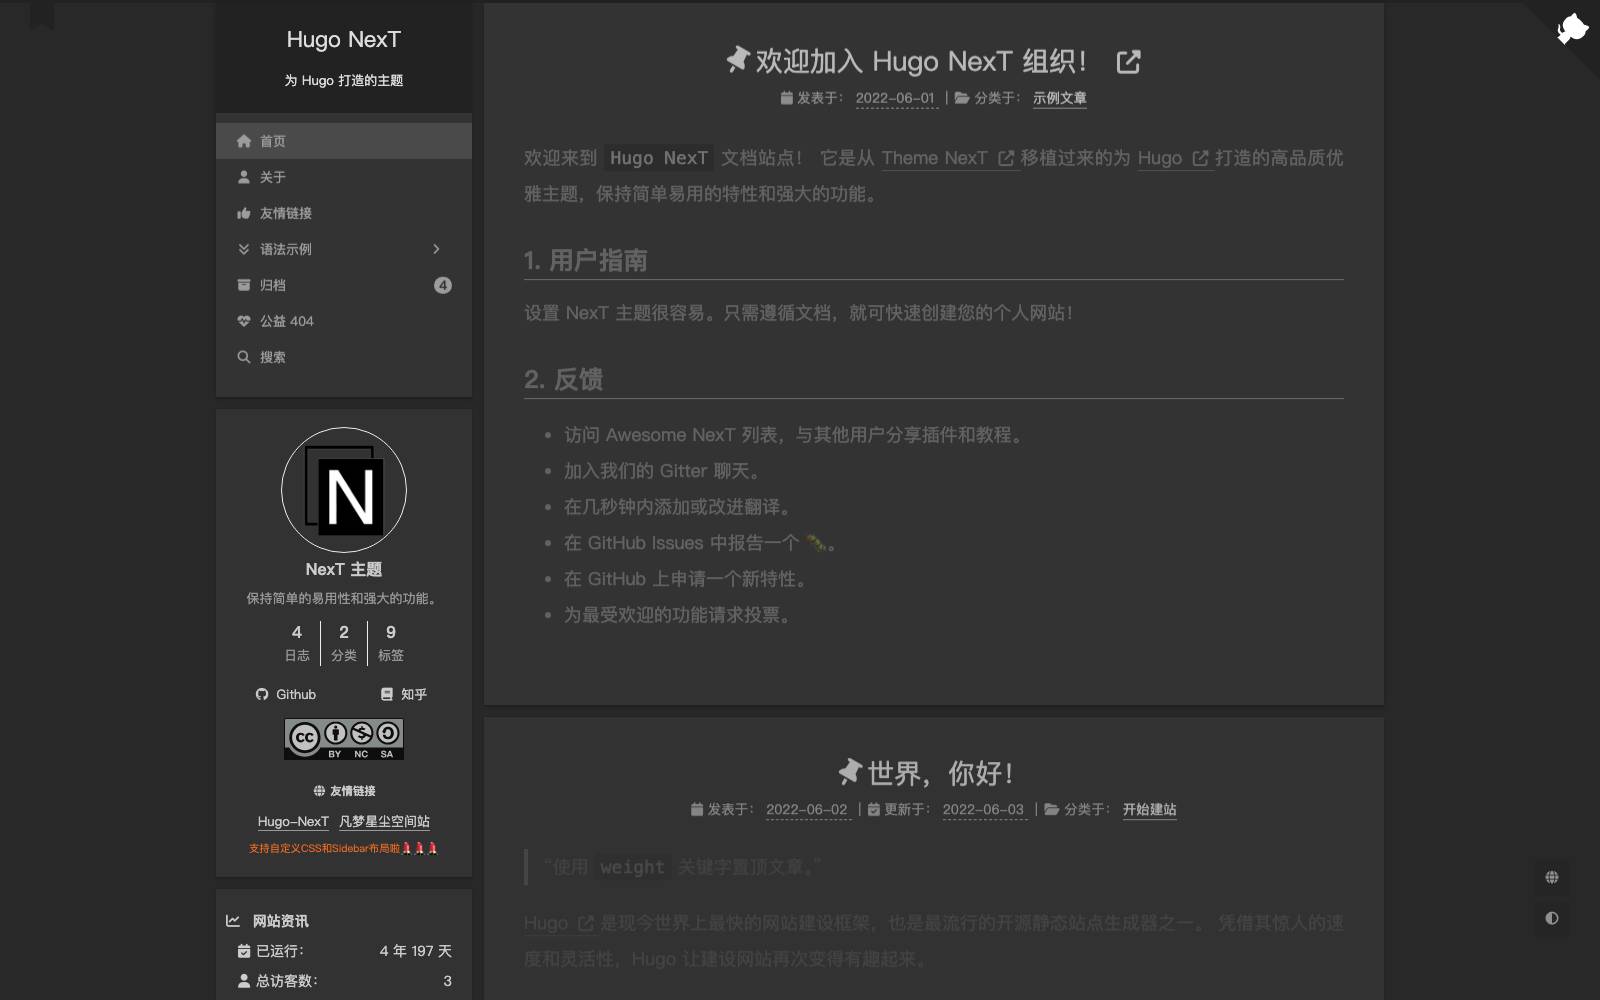 Hugo NexT
为 Hugo 打造的主题
首页
关于
友情链接
语法示例
归档 4
公益 404
搜索
N
NexT 主题
保持简单的易用性和强大的功能。
4 2 9
日志 分类 标签
Github 知乎
cc BY NC SA
友情链接
Hugo-NexT 凡梦星尘空间站
支持自定义CSS和Sidebar布局啦💄💄💄
网站资讯
已运行： 4 年 197 天
总访客数： 3
欢迎加入 Hugo NexT 组织！
发表于： 2022-06-01 | 分类于： 示例文章
欢迎来到 Hugo NexT 文档站点！ 它是从 Theme NexT 移植过来的为 Hugo 打造的高品质优
雅主题，保持简单易用的特性和强大的功能。
1. 用户指南
设置 NexT 主题很容易。只需遵循文档，就可快速创建您的个人网站！
2. 反馈
• 访问 Awesome NexT 列表，与其他用户分享插件和教程。
• 加入我们的 Gitter 聊天。
• 在几秒钟内添加或改进翻译。
• 在 GitHub Issues 中报告一个 🐛。
• 在 GitHub 上申请一个新特性。
• 为最受欢迎的功能请求投票。
世界，你好！
发表于： 2022-06-02 | 更新于： 2022-06-03 | 分类于： 开始建站
“使用 weight 关键字置顶文章。”
Hugo 是现今世界上最快的网站建设框架，也是最流行的开源静态站点生成器之一。 凭借其惊人的速
度和灵活性，Hugo 让建设网站再次变得有趣起来。